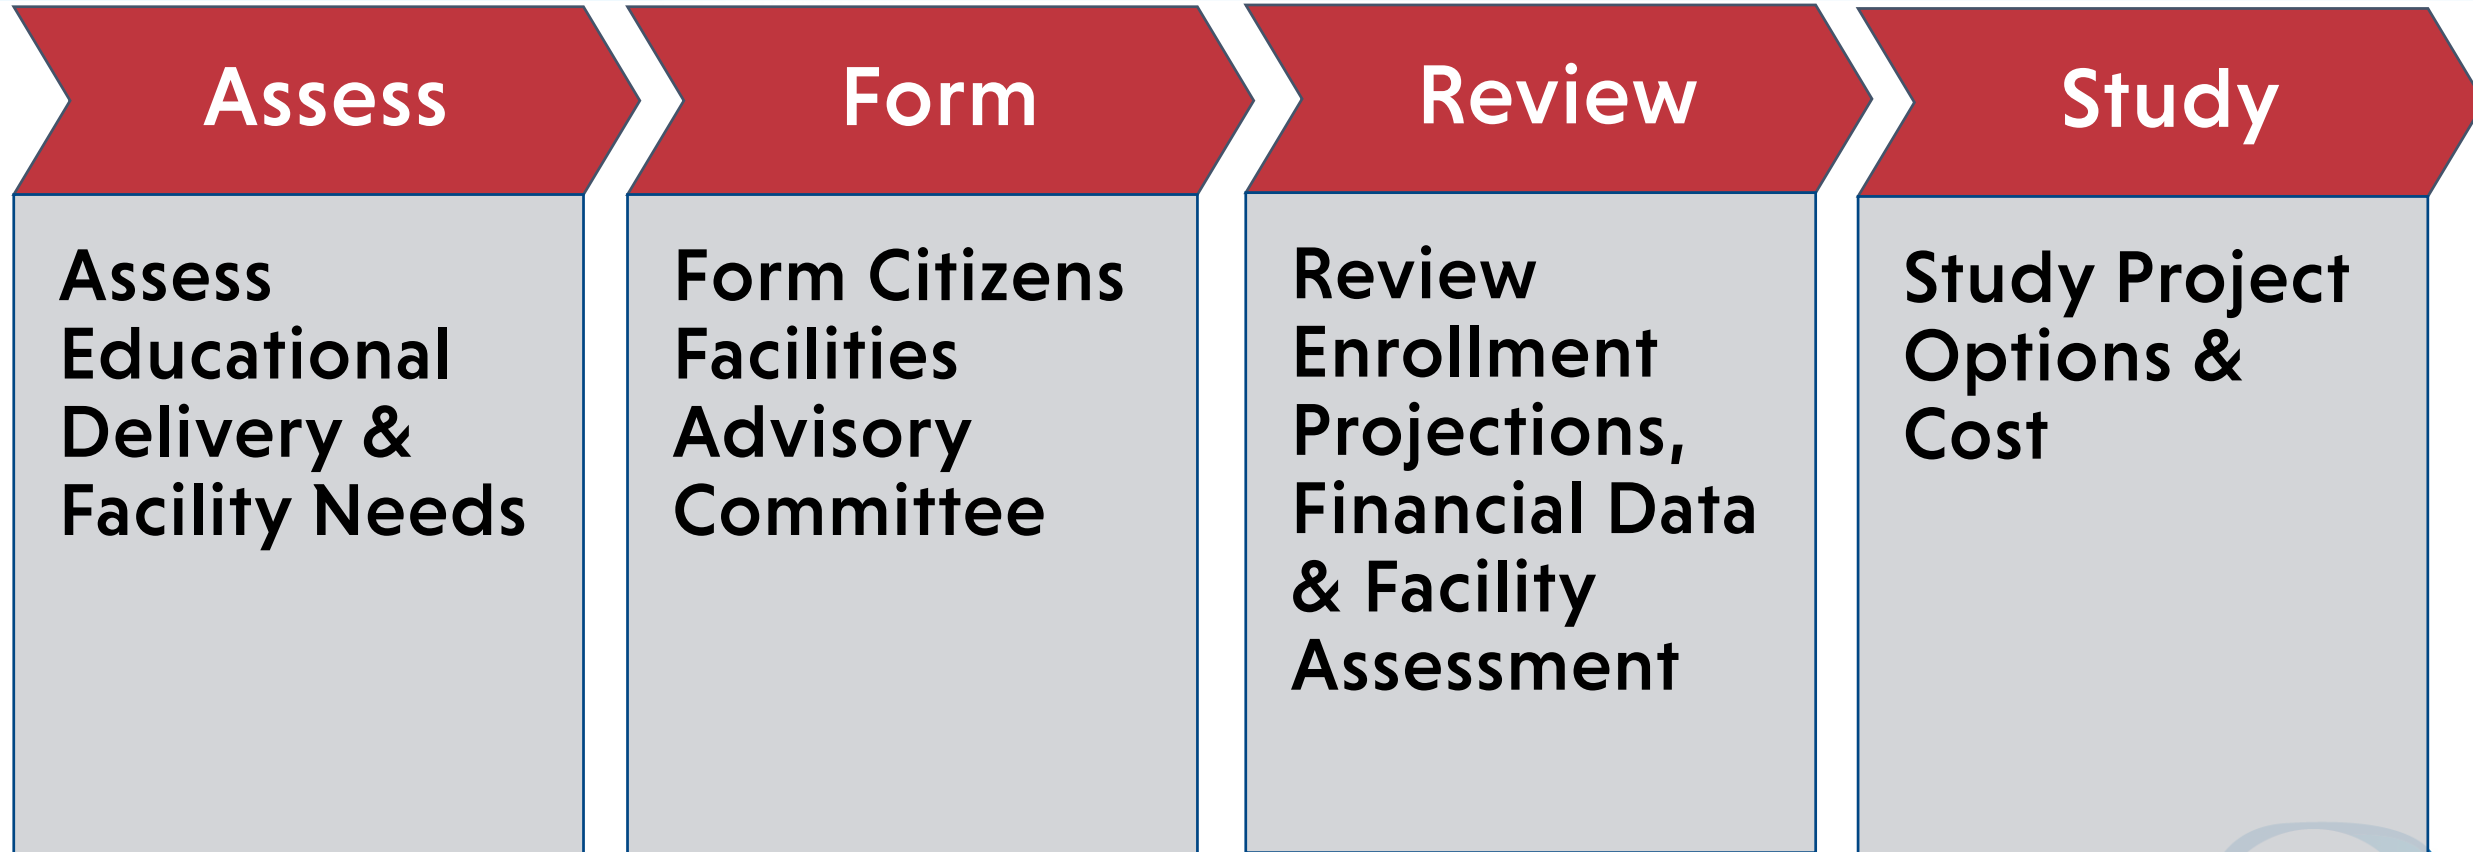 Assess
Form
Review
Study
Assess
Educational
Delivery &
Facility Needs
Form Citizens
Facilities
Advisory
Committee
Review
Enrollment
Projections,
Financial Data
& Facility
Assessment
Study Project
Options &
Cost